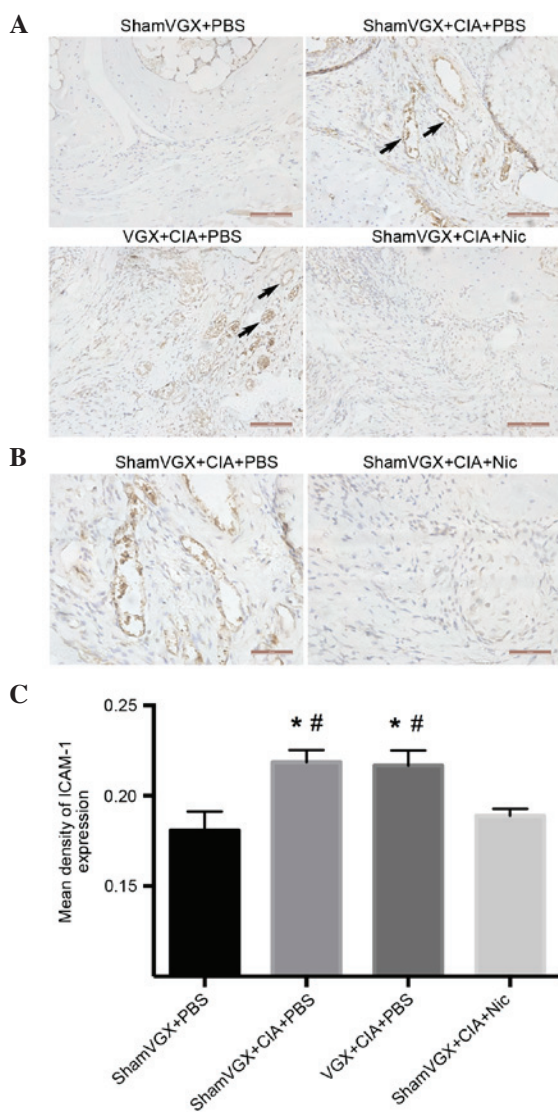 A
ShamVGX+PBS
ShamVGX+CIA+PBS
VGX+CIA+PBS
ShamVGX+CIA+Nic
B
ShamVGX+CIA+PBS
ShamVGX+CIA+Nic
C
Mean density of ICAM-1
expression
0.25
0.20
0.15
* #
* #
ShamVGX+PBS
ShamVGX+CIA+PBS
VGX+CIA+PBS
ShamVGX+CIA+Nic